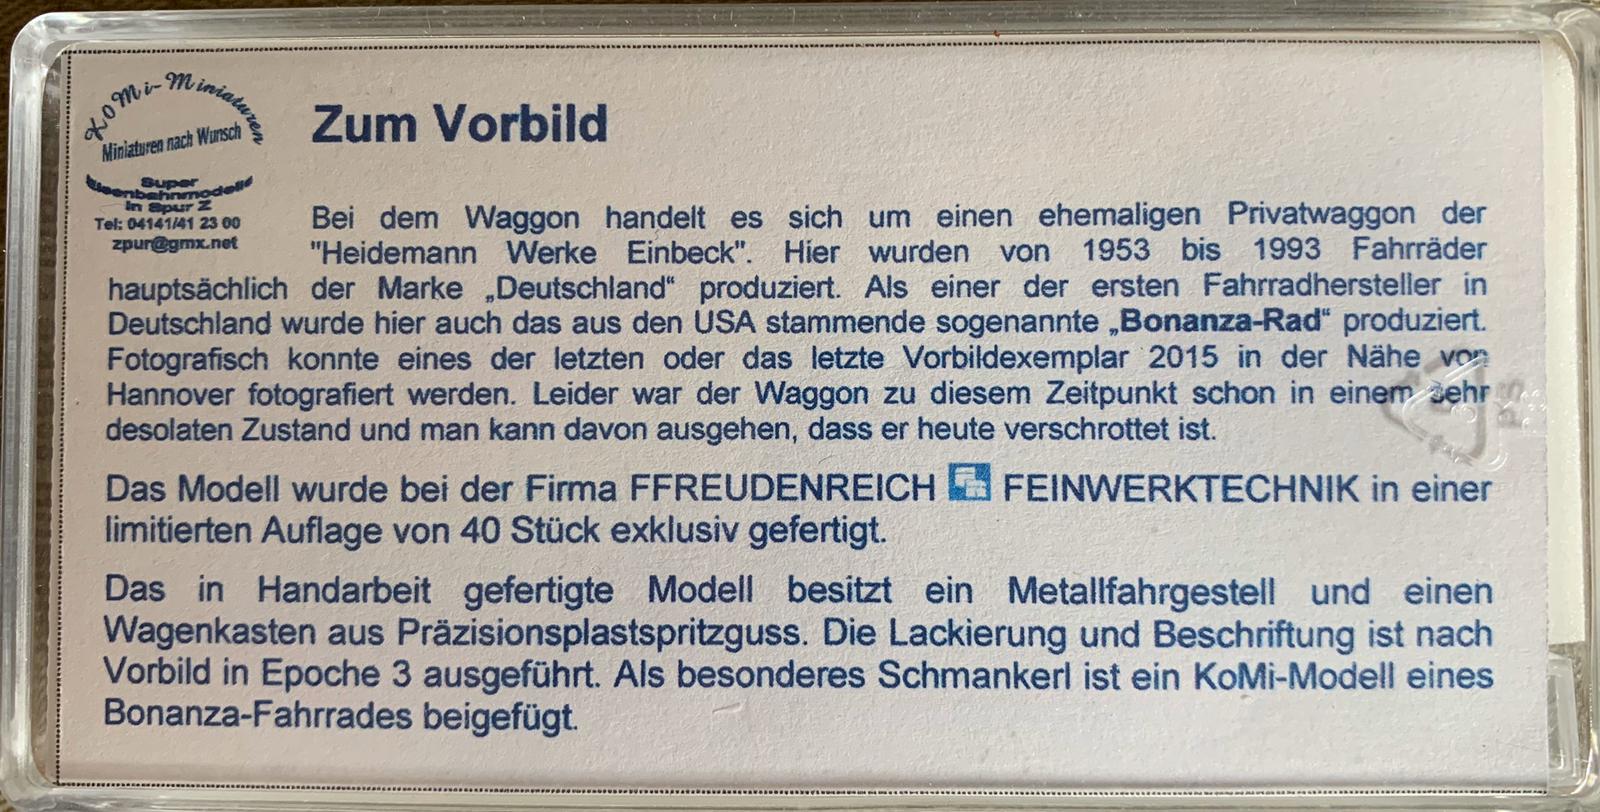 KoMi-Miniaturen
Miniaturen nach Wunsch
Super
Eisenbahnmodelle
in Spur Z
Tel: 04141/41 23 00
zpur@gmx.net
Zum Vorbild
Bei dem Waggon handelt es sich um einen ehemaligen Privatwaggon der
"Heidemann Werke Einbeck". Hier wurden von 1953 bis 1993 Fahrräder
hauptsächlich der Marke „Deutschland“ produziert. Als einer der ersten Fahrradhersteller in
Deutschland wurde hier auch das aus den USA stammende sogenannte „Bonanza-Rad“ produziert.
Fotografisch konnte eines der letzten oder das letzte Vorbildexemplar 2015 in der Nähe von
Hannover fotografiert werden. Leider war der Waggon zu diesem Zeitpunkt schon in einem sehr
desolaten Zustand und man kann davon ausgehen, dass er heute verschrottet ist.
Das Modell wurde bei der Firma FFREUDENREICH FEINWERKTECHNIK in einer
limitierten Auflage von 40 Stück exklusiv gefertigt.
Das in Handarbeit gefertigte Modell besitzt ein Metallfahrgestell und einen
Wagenkasten aus Präzisionsplastspritzguss. Die Lackierung und Beschriftung ist nach
Vorbild in Epoche 3 ausgeführt. Als besonderes Schmankerl ist ein KoMi-Modell eines
Bonanza-Fahrrades beigefügt.